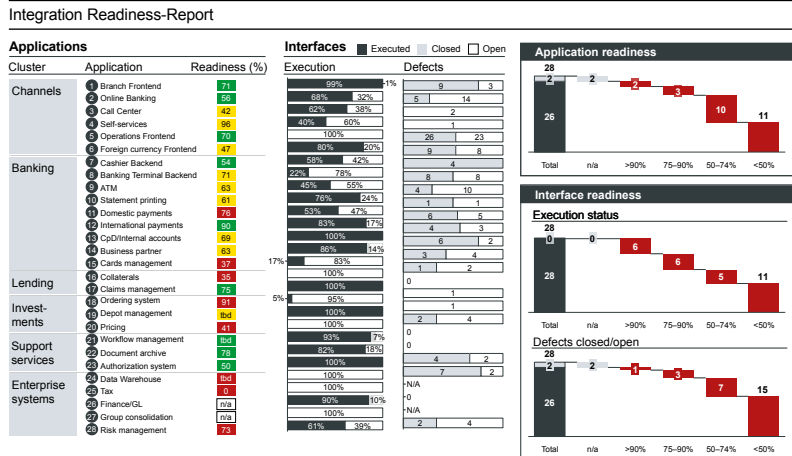 Integration Readiness-Report
Applications
Cluster Application Readiness (%)
Channels
1 Branch Frontend 71
2 Online Banking 56
3 Call Center 42
4 Self-services 96
5 Operations Frontend 70
6 Foreign currency Frontend 47
Banking
7 Cashier Backend 54
8 Banking Terminal Backend 71
9 ATM 63
10 Statement printing 61
11 Domestic payments 76
12 International payments 90
13 CpD/Internal accounts 69
14 Business partner 63
15 Cards management 37
Lending
16 Collaterals 35
17 Claims management 75
Invest-
ments
18 Ordering system 91
19 Depot management tbd
20 Pricing 41
Support
services
21 Workflow management tbd
22 Document archive 78
23 Authorization system 50
Enterprise
systems
24 Data Warehouse tbd
25 Tax 0
26 Finance/GL n/a
27 Group consolidation n/a
28 Risk management 73
Interfaces Executed Closed Open
Execution Defects
99% 1% 9 3
68% 32% 5 14
62% 38% 2
40% 60% 1
100% 26 23
80% 20% 9 8
58% 42% 4
22% 78% 8 8
45% 55% 4 10
76% 24% 1 1
53% 47% 6 5
83% 17% 4 3
100% 6 2
86% 14% 3 4
17% 83% 1 2
100% 0
100% 1
5% 95% 1
100% 2 4
100% 0
93% 7% 0
82% 18% 4 2
100% 7 2
100% N/A
100% 0
90% 10% N/A
100%
61% 39% 2 4
Application readiness
28
2 2 2 3 10 11
26
Total n/a >90% 75–90% 50–74% <50%
Interface readiness
Execution status
28
0 0 6 6 5 11
28
Total n/a >90% 75–90% 50–74% <50%
Defects closed/open
28
2 2 1 3 7 15
26
Total n/a >90% 75–90% 50–74% <50%